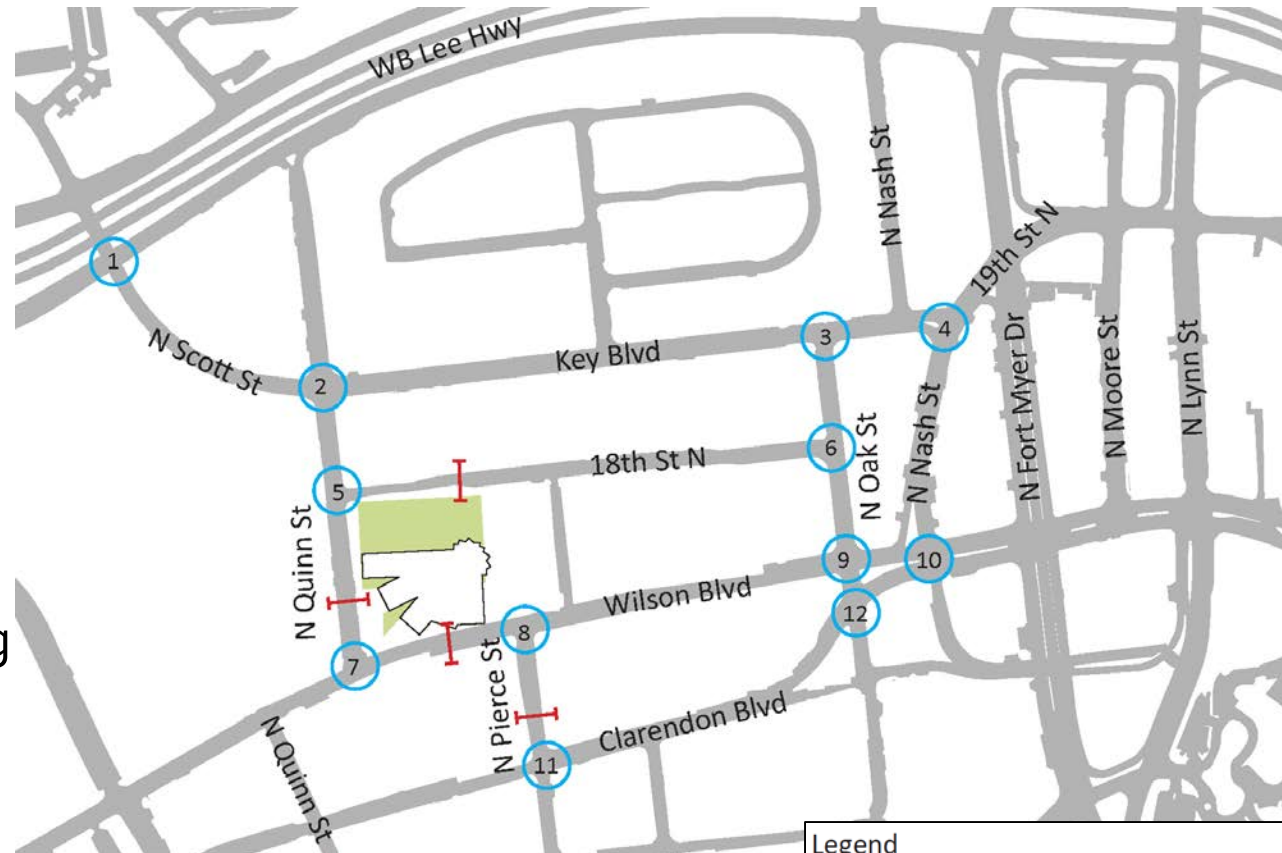 WB Lee Hwy
N Nash St
1
19th St N
N Scott St
3
4
Key Blvd
2
N Fort Myer Dr
N Moore St
N Lynn St
N Oak St
N Nash St
6
18th St N
5
N Quinn St
9
10
Wilson Blvd
12
8
g
7
N Pierce St
Clarendon Blvd
11
N Quinn St
Legend